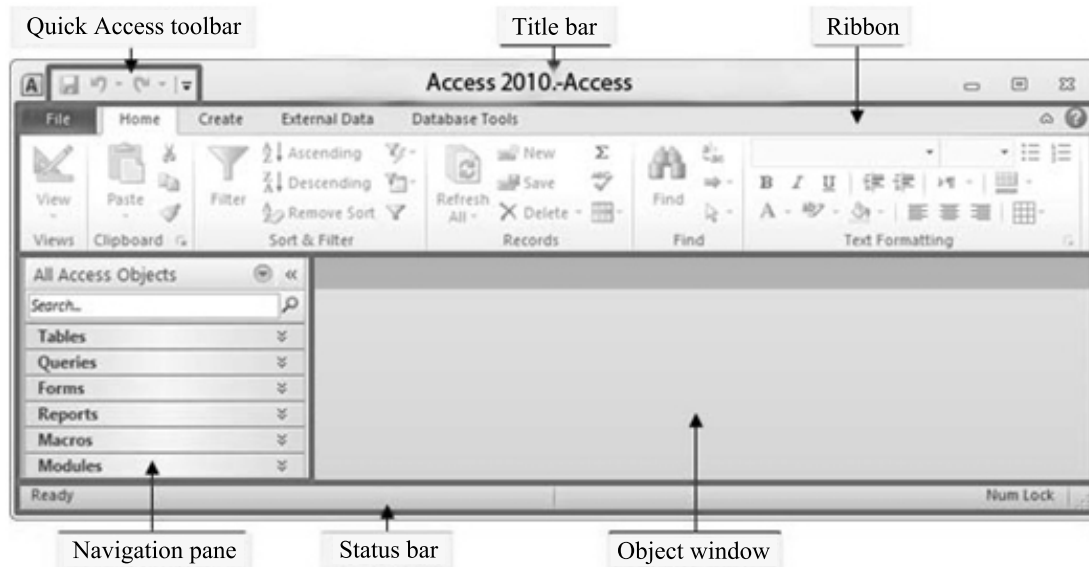 Quick Access toolbar Title bar Ribbon
A Access 2010.-Access
File Home Create External Data Database Tools
Ascending New Σ
View Paste Filter Descending Refresh All Save Find B I U
Remove Sort Delete A
Views Clipboard Sort & Filter Records Find Text Formatting
All Access Objects
Search...
Tables
Queries
Forms
Reports
Macros
Modules
Ready Num Lock
Navigation pane Status bar Object window